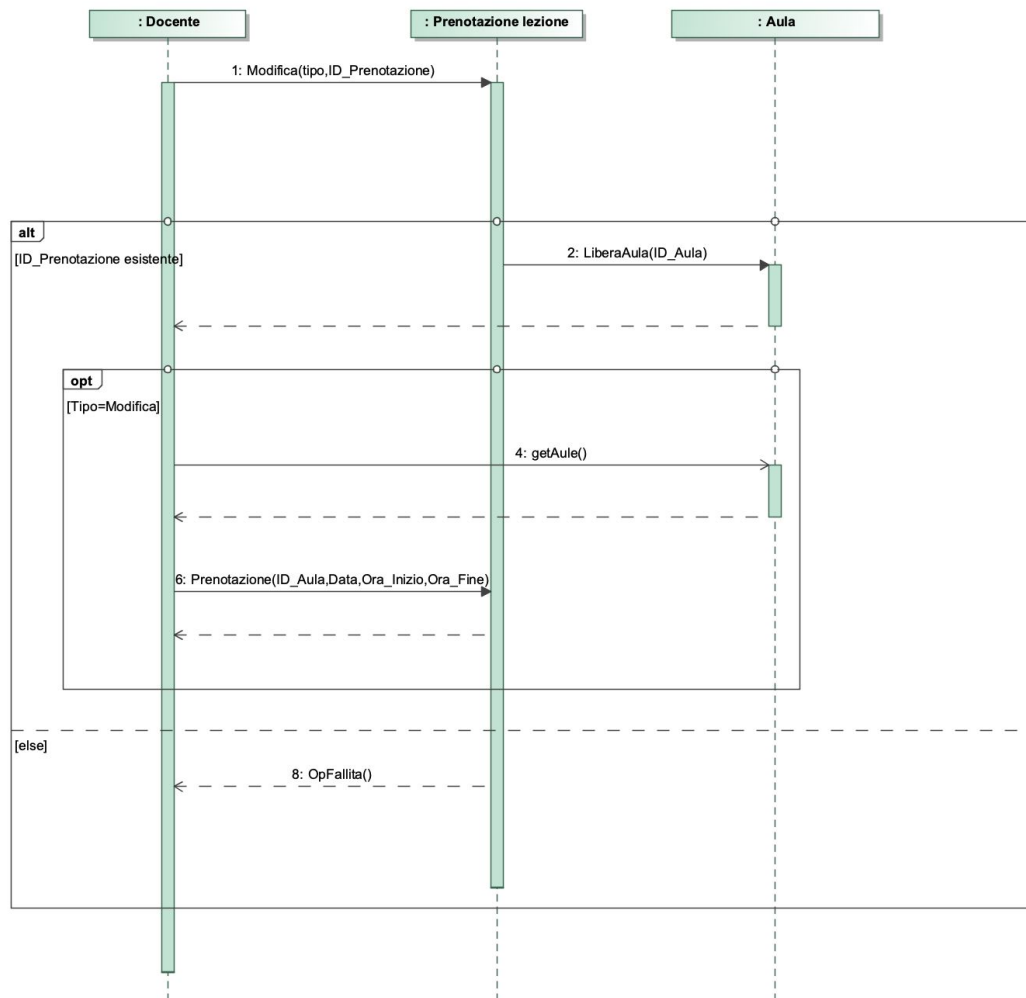 : Docente
: Prenotazione lezione
: Aula
1: Modifica(tipo,ID_Prenotazione)
alt
[ID_Prenotazione esistente]
2: LiberaAula(ID_Aula)
opt
[Tipo=Modifica]
4: getAule()
6: Prenotazione(ID_Aula,Data,Ora_Inizio,Ora_Fine)
[else]
8: OpFallita()